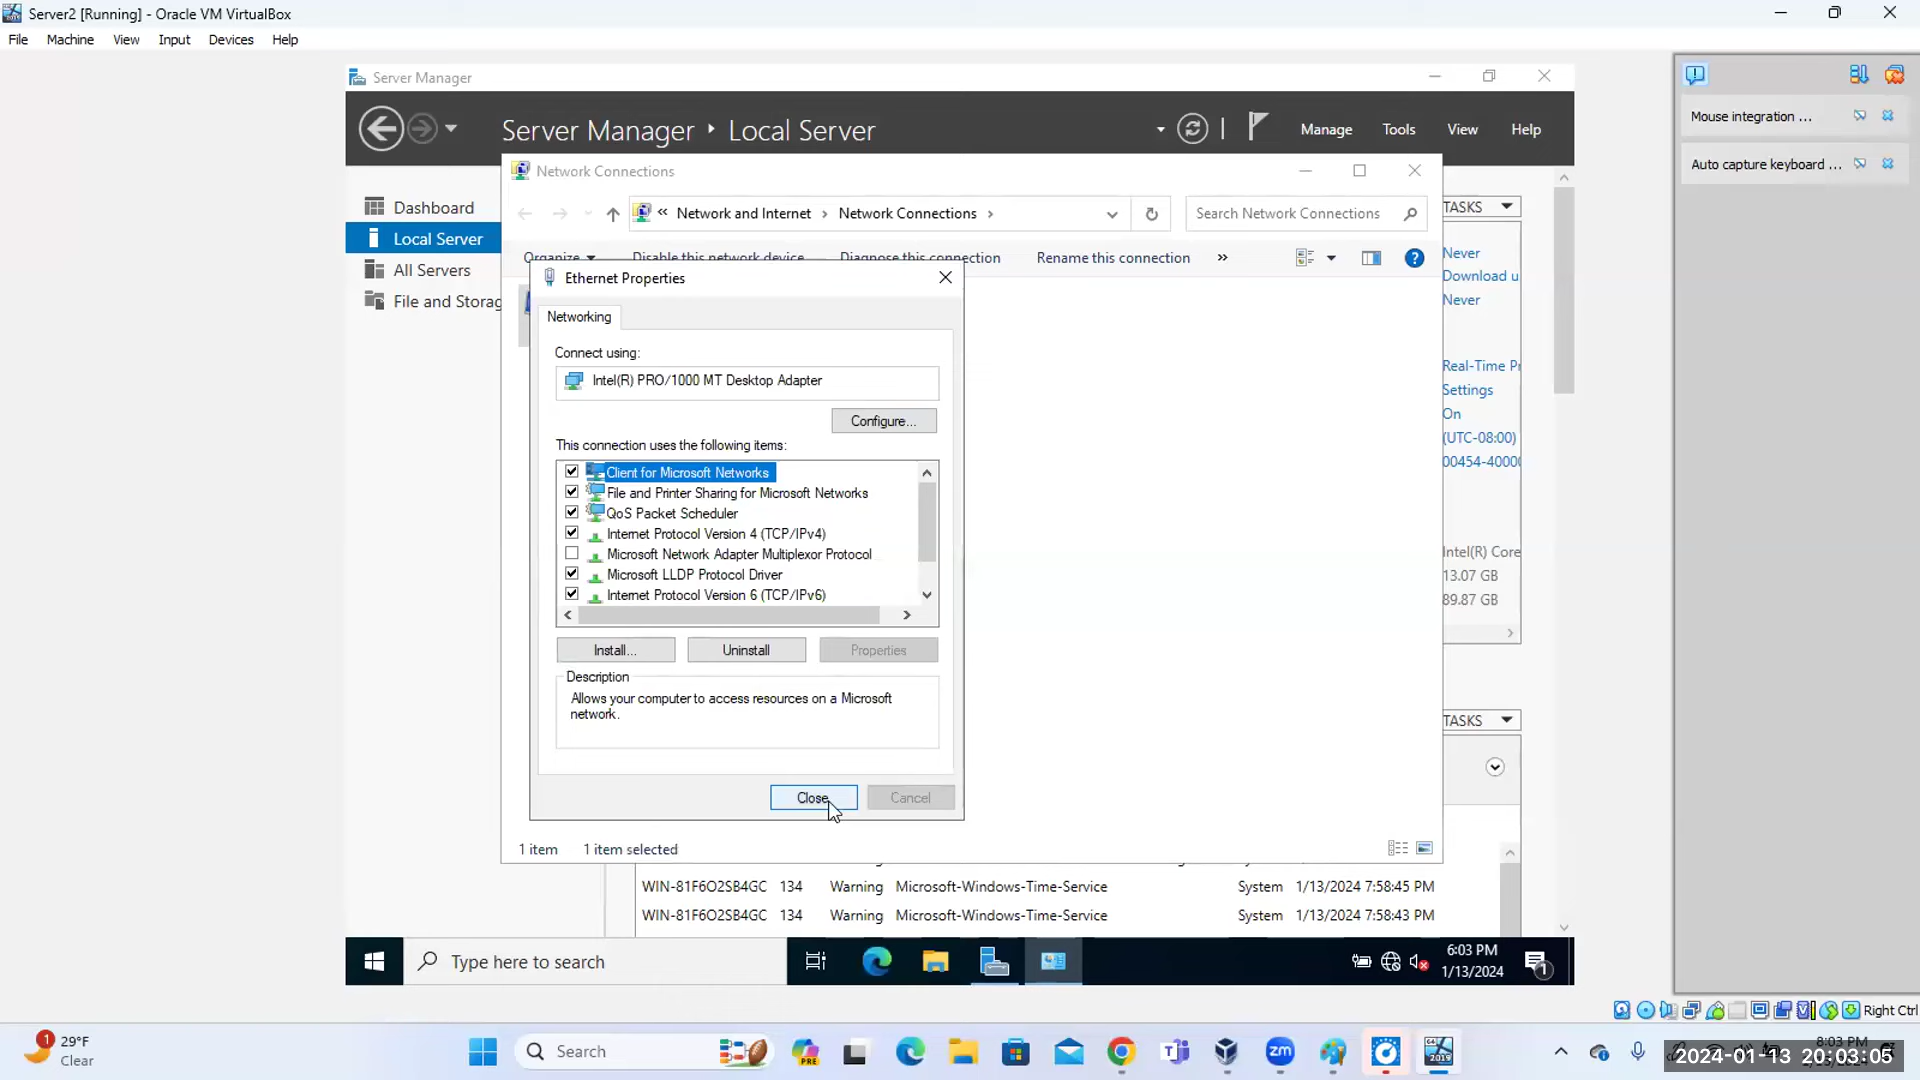 Server2 [Running] - Oracle VM VirtualBox
File Machine View Input Devices Help
Server Manager
Server Manager ‣ Local Server
Manage Tools View Help
Mouse integration ...
Auto capture keyboard ...
Dashboard
Local Server
All Servers
File and Storag
Network Connections
« Network and Internet › Network Connections ›
Search Network Connections
Organize Disable this network device Diagnose this connection Rename this connection »
TASKS
Never
Download u
Never
Real-Time Pr
Settings
On
(UTC-08:00)
00454-40000
Intel(R) Core
13.07 GB
89.87 GB
TASKS
Ethernet Properties
Networking
Connect using:
Intel(R) PRO/1000 MT Desktop Adapter
Configure...
This connection uses the following items:
Client for Microsoft Networks
File and Printer Sharing for Microsoft Networks
QoS Packet Scheduler
Internet Protocol Version 4 (TCP/IPv4)
Microsoft Network Adapter Multiplexor Protocol
Microsoft LLDP Protocol Driver
Internet Protocol Version 6 (TCP/IPv6)
Install... Uninstall Properties
Description
Allows your computer to access resources on a Microsoft
network.
Close Cancel
1 item 1 item selected
WIN-81F6O2SB4GC 134 Warning Microsoft-Windows-Time-Service System 1/13/2024 7:58:45 PM
WIN-81F6O2SB4GC 134 Warning Microsoft-Windows-Time-Service System 1/13/2024 7:58:43 PM
Type here to search
6:03 PM
1/13/2024
1
Right Ctrl
1
29°F
Clear
Search
PRE
zm
2019
8:03 PM
2024-01-13 20:03:05